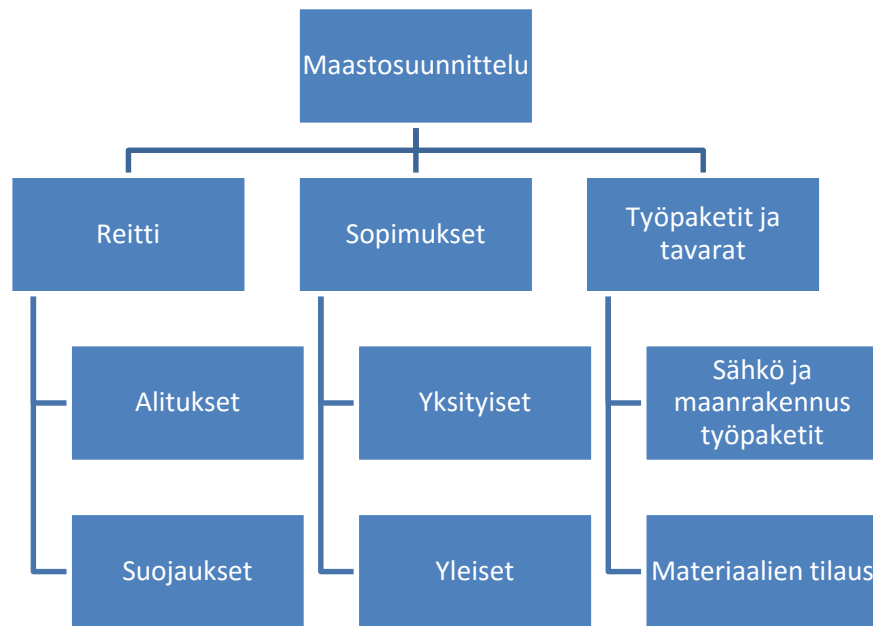 Maastosuunnittelu
Reitti
Sopimukset
Työpaketit ja
tavarat
Alitukset
Yksityiset
Sähkö ja
maanrakennus
työpaketit
Suojaukset
Yleiset
Materiaalien tilaus